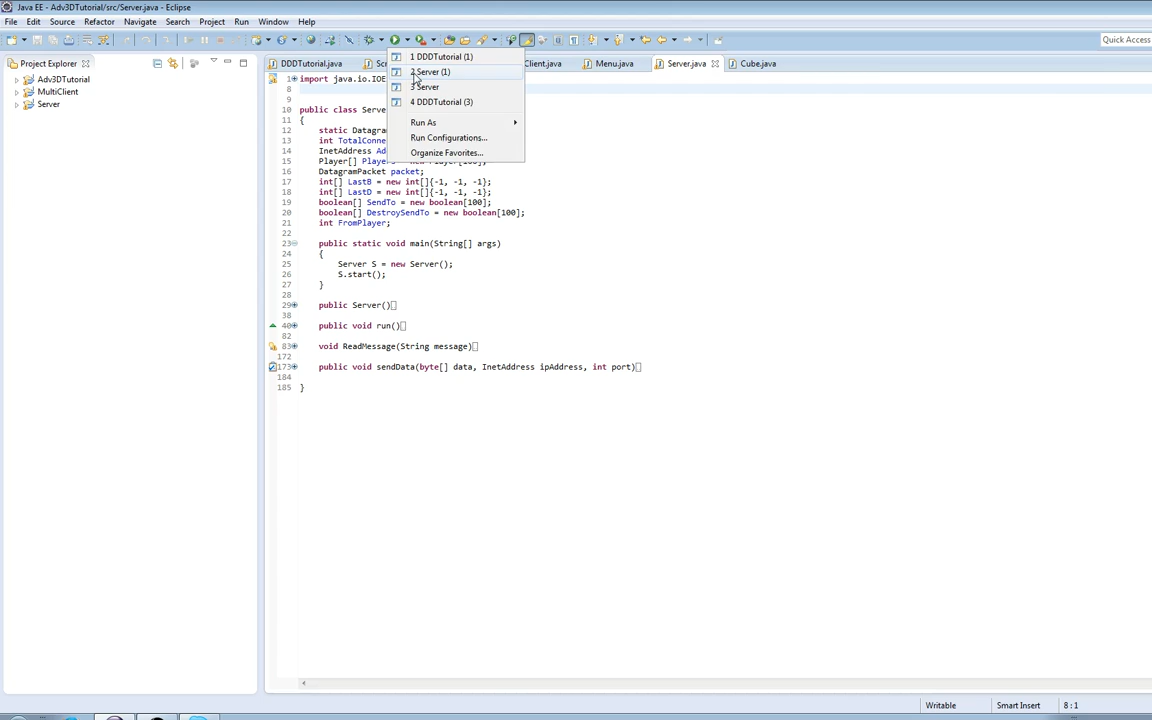 Java EE - Adv3DTutorial/src/Server.java - Eclipse
File Edit Source Refactor Navigate Search Project Run Window Help
Quick Access
Project Explorer
Adv3DTutorial
MultiClient
Server
DDDTutorial.java Scr Client.java Menu.java Server.java Cube.java
1 DDDTutorial (1)
2 Server (1)
3 Server
4 DDDTutorial (3)
Run As
Run Configurations...
Organize Favorites...
1 import java.io.IOE
8
9
10 public class Serve
11 {
12 static Datagr
13 int TotalConne
14 InetAddress Ad
15 Player[] Players = new Player[100];
16 DatagramPacket packet;
17 int[] LastB = new int[]{-1, -1, -1};
18 int[] LastD = new int[]{-1, -1, -1};
19 boolean[] SendTo = new boolean[100];
20 boolean[] DestroySendTo = new boolean[100];
21 int FromPlayer;
22
23 public static void main(String[] args)
24 {
25 Server S = new Server();
26 S.start();
27 }
28
29 public Server()
38
40 public void run()
82
83 void ReadMessage(String message)
172
173 public void sendData(byte[] data, InetAddress ipAddress, int port)
184
185 }
Writable Smart Insert 8 : 1